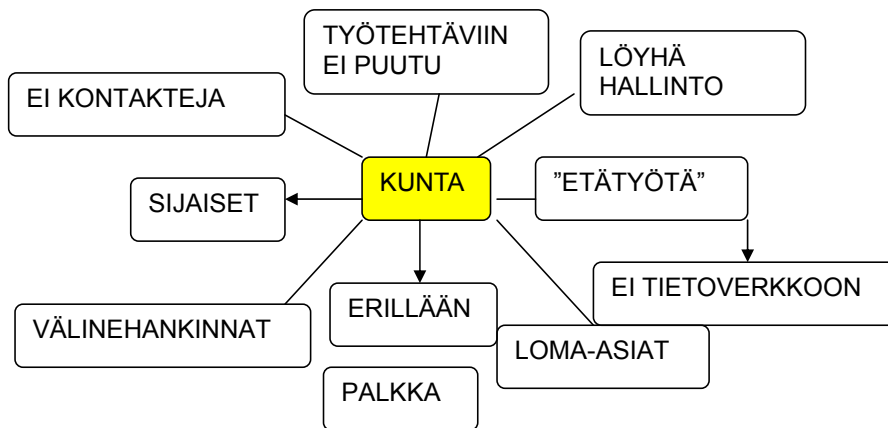 TYÖTEHTÄVIIN
EI PUUTU
LÖYHÄ
HALLINTO
EI KONTAKTEJA
KUNTA
”ETÄTYÖTÄ”
SIJAISET
EI TIETOVERKKOON
ERILLÄÄN
VÄLINEHANKINNAT
LOMA-ASIAT
PALKKA